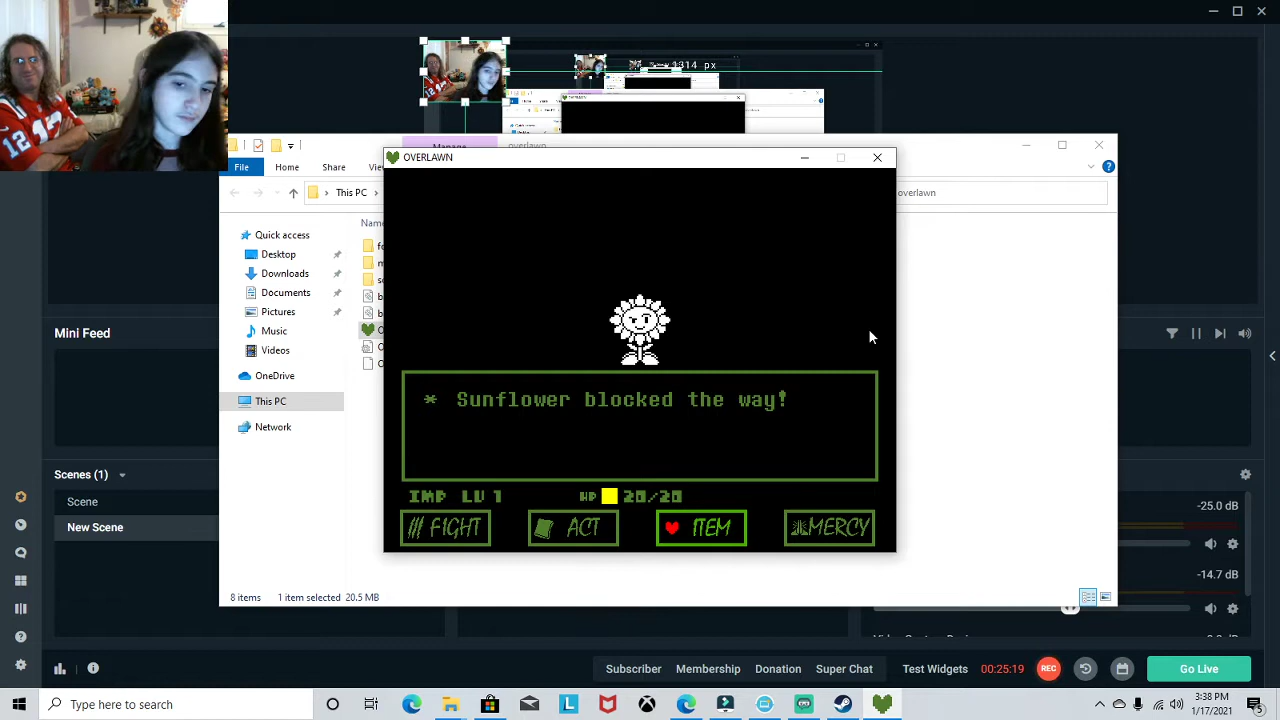 1314 px
Manage
overlawn
OVERLAWN
File
Home
Share
This PC
overlawn
Quick access
Desktop
Downloads
Documents
Pictures
Music
Videos
OneDrive
This PC
Network
* Sunflower blocked the way!
IMP LV 1 HP 20/20
FIGHT ACT ITEM MERCY
8 items 1 item selected 20.5 MB
Mini Feed
Scenes (1)
Scene
New Scene
-25.0 dB
-14.7 dB
Subscriber Membership Donation Super Chat Test Widgets 00:25:19 REC Go Live
Type here to search
3:38 PM
1/17/2021